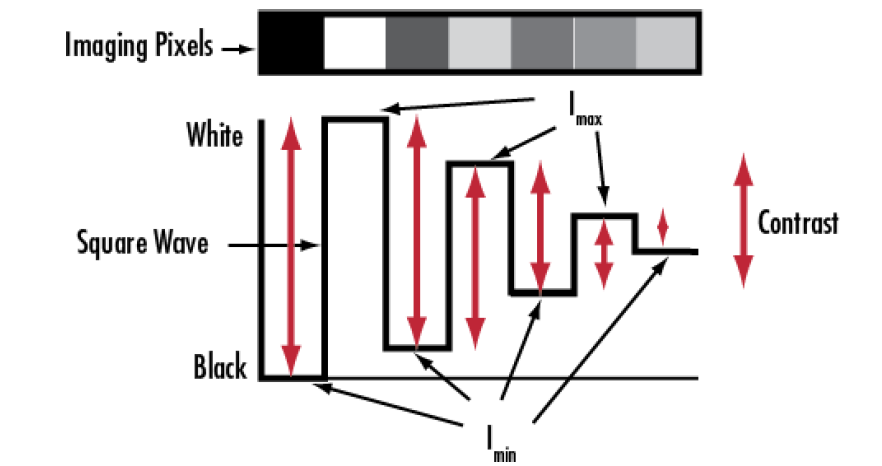 Imaging Pixels
Imax
White
Square Wave
Contrast
Black
Imin